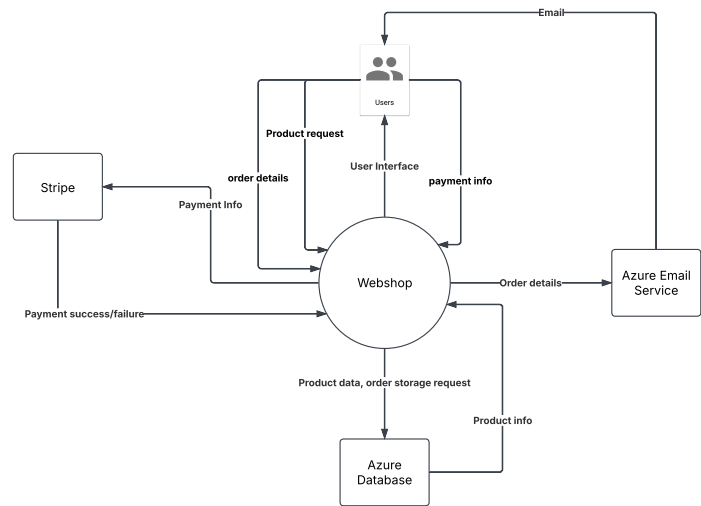 Email
Users
Product request
User Interface
order details
payment info
Stripe
Payment Info
Webshop
Order details
Azure Email
Service
Payment success/failure
Product data, order storage request
Product info
Azure
Database